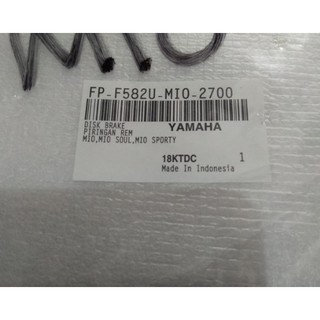 MIO
FP-F582U-MIO-2700
DISK BRAKE YAMAHA
PIRINGAN REM
MIO,MIO SOUL,MIO SPORTY
18KTDC 1
Made In Indonesia